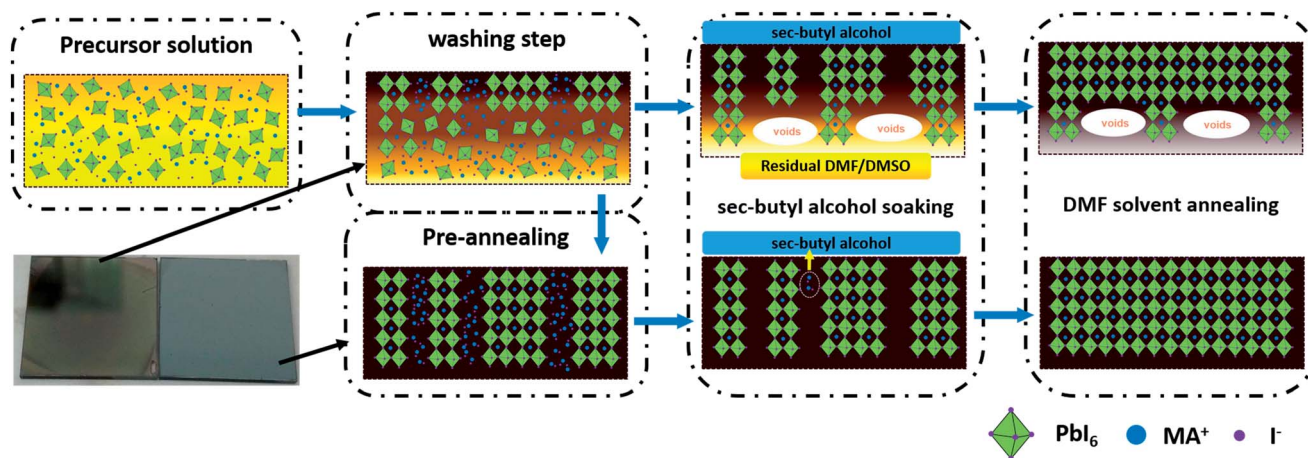 Precursor solution
washing step
sec-butyl alcohol
voids
voids
Residual DMF/DMSO
voids
voids
Pre-annealing
sec-butyl alcohol soaking
sec-butyl alcohol
DMF solvent annealing
PbI₆
MA⁺
I⁻